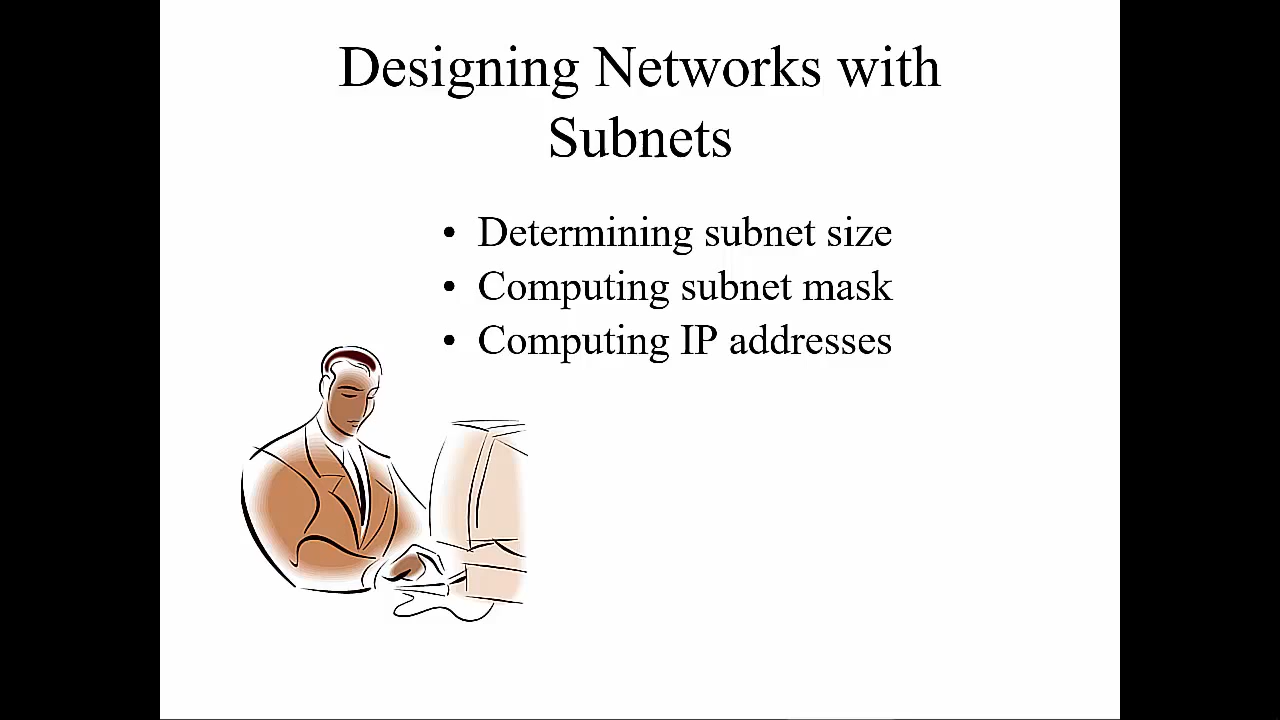 Designing Networks with
Subnets
• Determining subnet size
• Computing subnet mask
• Computing IP addresses